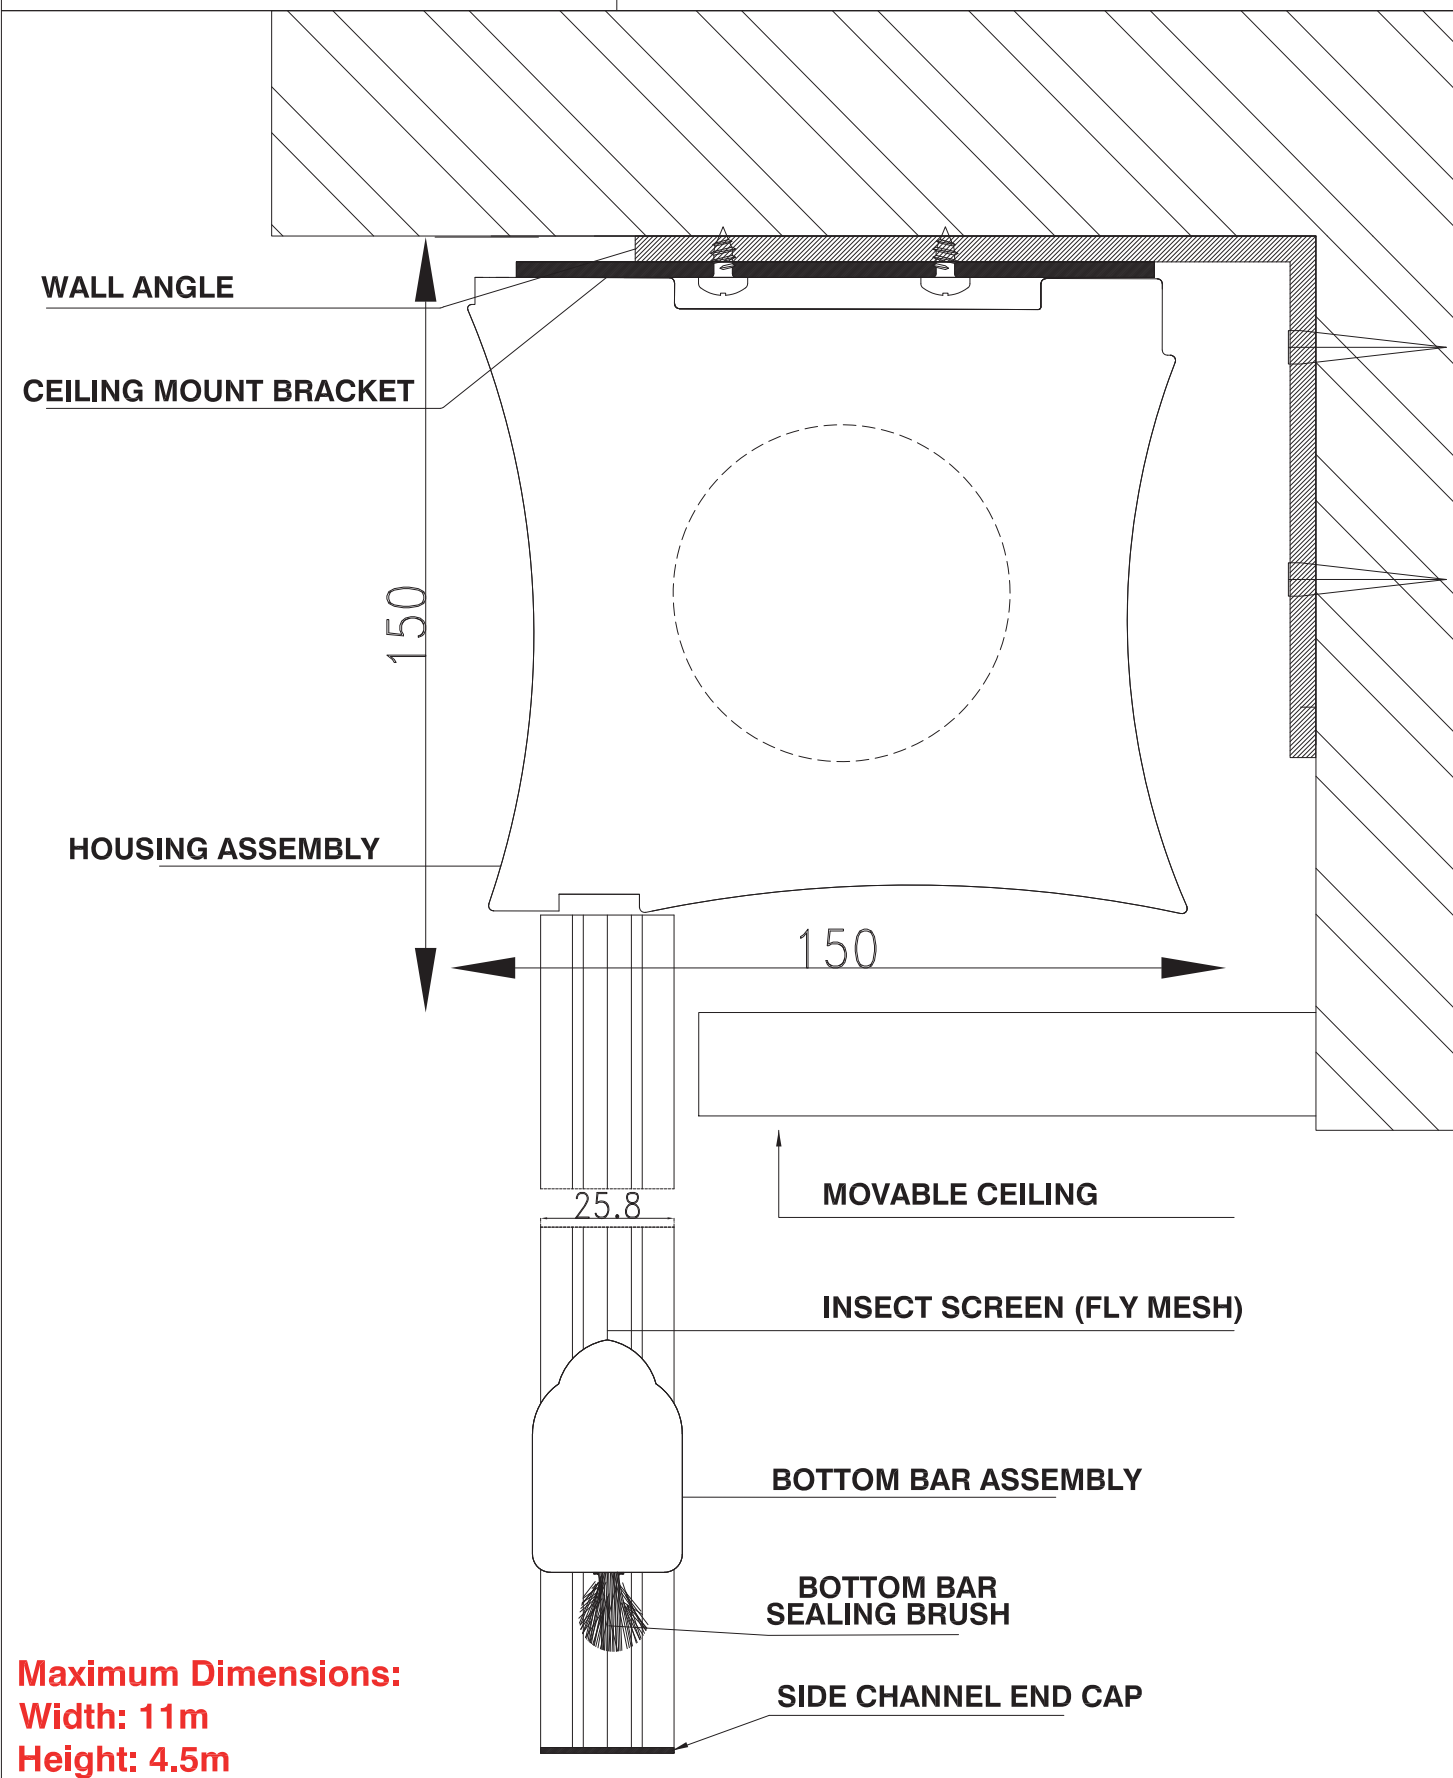 WALL ANGLE
CEILING MOUNT BRACKET
150
HOUSING ASSEMBLY
150
MOVABLE CEILING
25.8
INSECT SCREEN (FLY MESH)
BOTTOM BAR ASSEMBLY
BOTTOM BAR
SEALING BRUSH
SIDE CHANNEL END CAP
Maximum Dimensions:
Width: 11m
Height: 4.5m